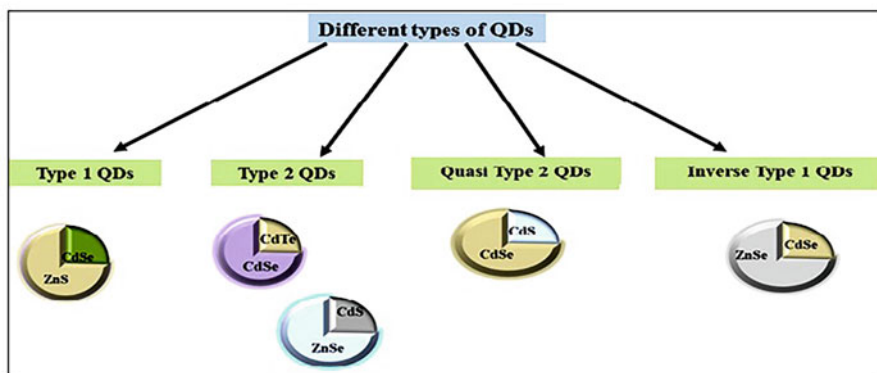 Different types of QDs
Type 1 QDs
Type 2 QDs
Quasi Type 2 QDs
Inverse Type 1 QDs
CdSe
ZnS
CdTe
CdSe
CdS
ZnSe
CdS
CdSe
CdSe
ZnSe